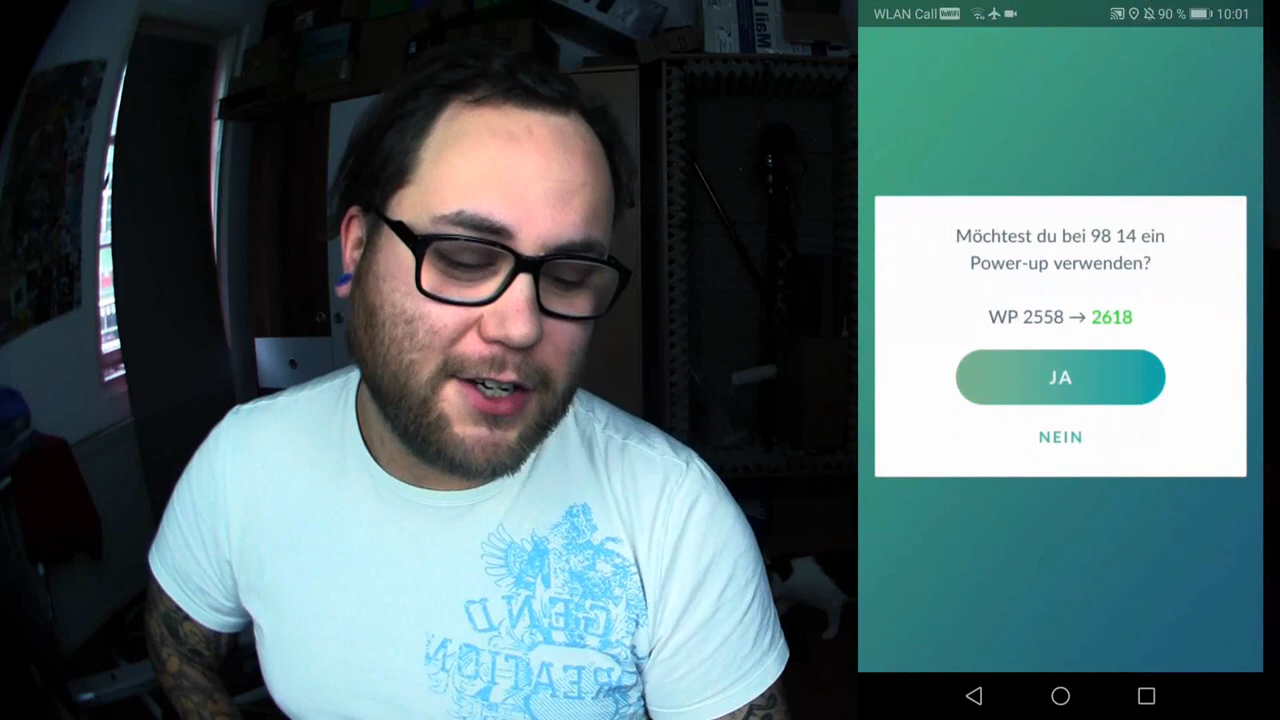 WLAN Call VoWiFi
90 % 10:01
Möchtest du bei 98 14 ein
Power-up verwenden?
WP 2558 → 2618
JA
NEIN